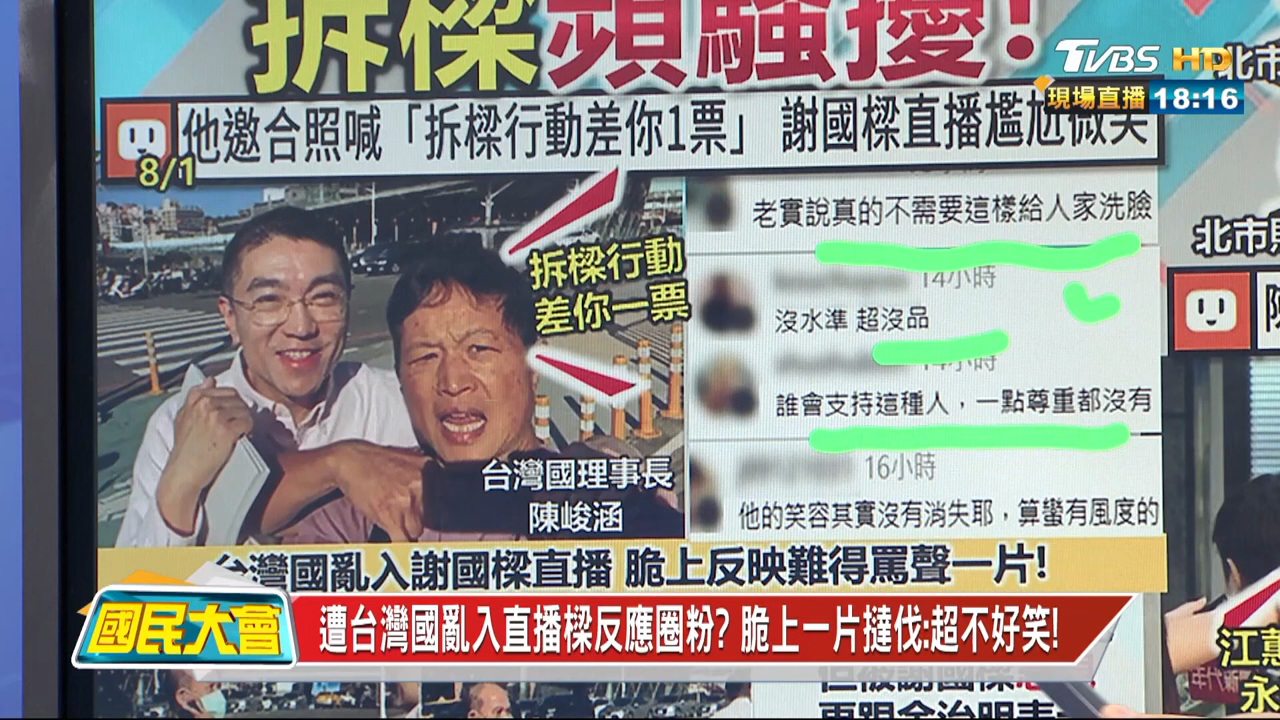 拆樑頻騷擾!
TVBS HD
現場直播 18:16
北市
他邀合照喊「拆樑行動差你1票」 謝國樑直播尷尬微笑
8/1
老實說真的不需要這樣給人家洗臉
北市
拆樑行動
差你一票
14小時
沒水準 超沒品
14小時
誰會支持這種人，一點尊重都沒有
台灣國理事長
陳峻涵
16小時
他的笑容其實沒有消失耶，算蠻有風度的
台灣國亂入謝國樑直播 脆上反映難得罵聲一片!
國民大會
遭台灣國亂入直播樑反應圈粉? 脆上一片撻伐:超不好笑!
江蕙
永